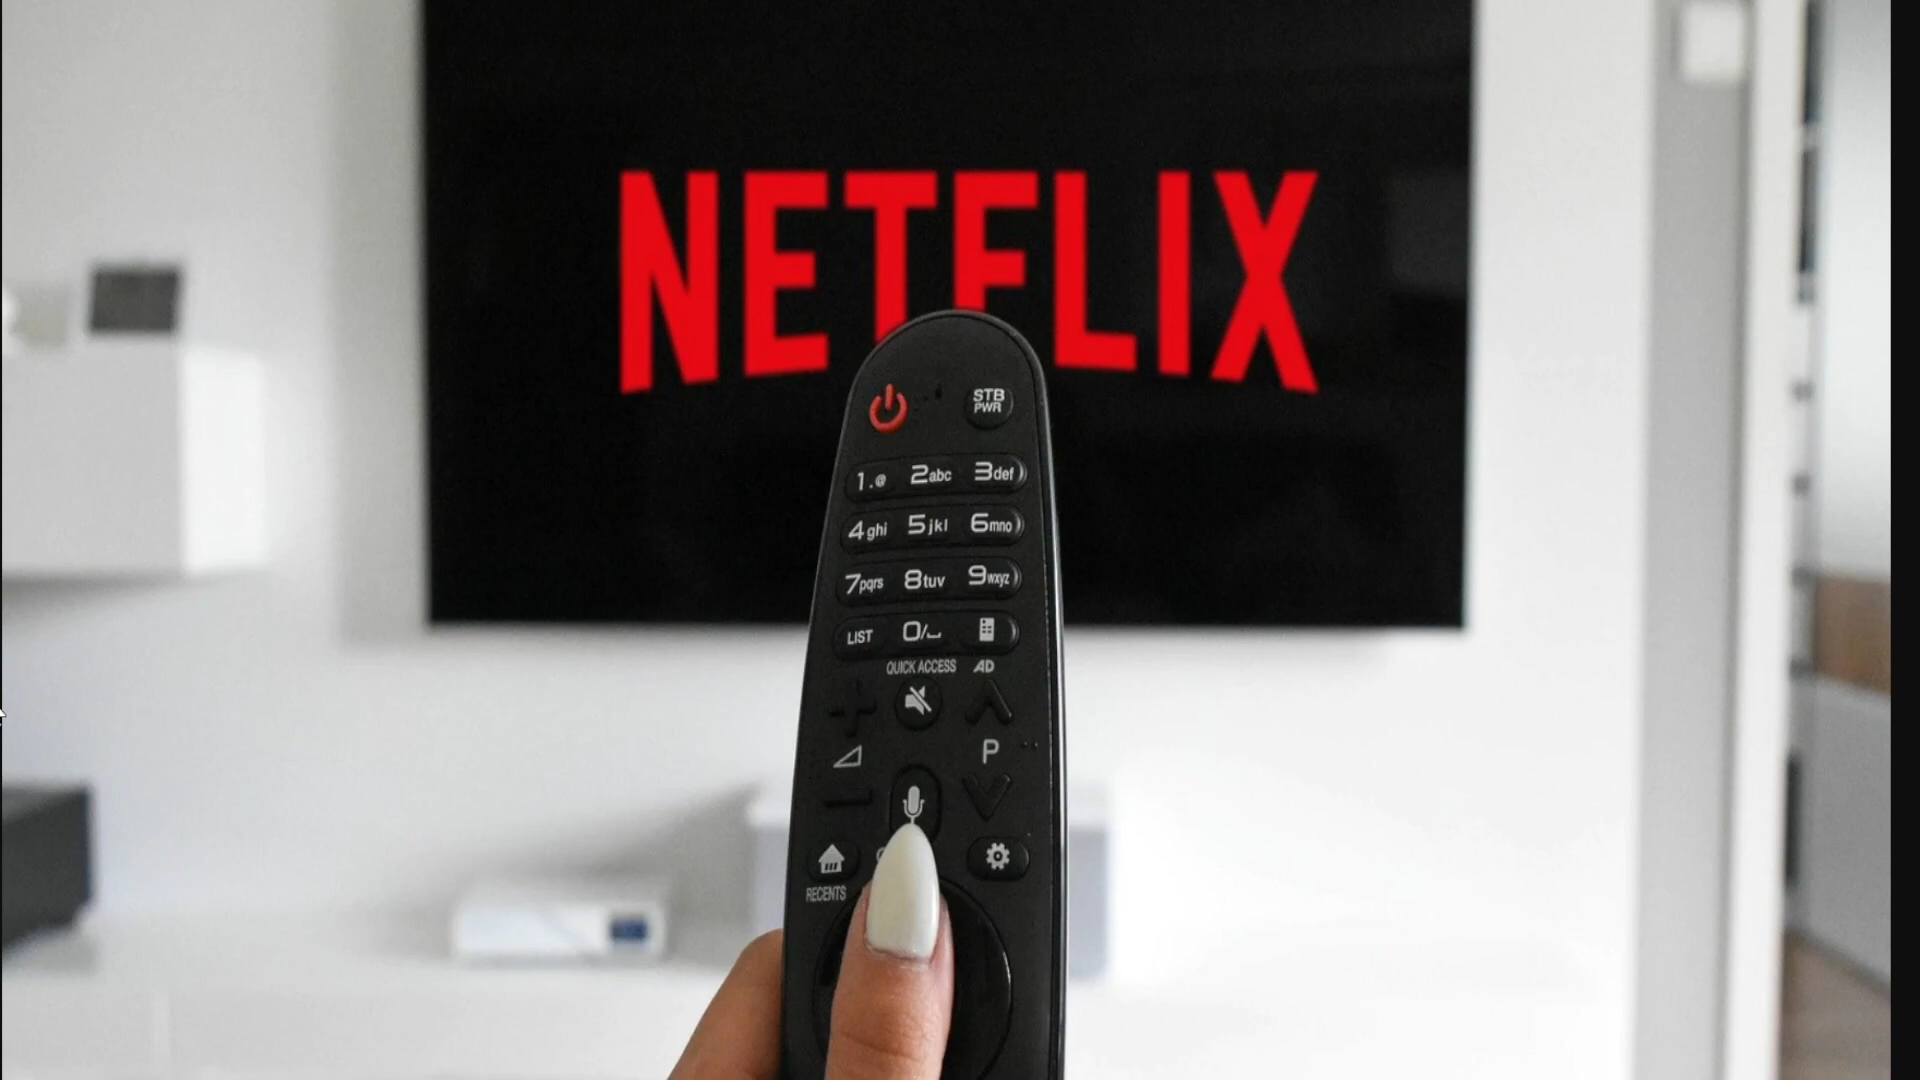 NETFLIX
STB
PWR
1.@ 2abc 3def
4ghi 5jkl 6mno
7pqrs 8tuv 9wxyz
LIST 0/⌴
QUICK ACCESS AD
P
RECENTS